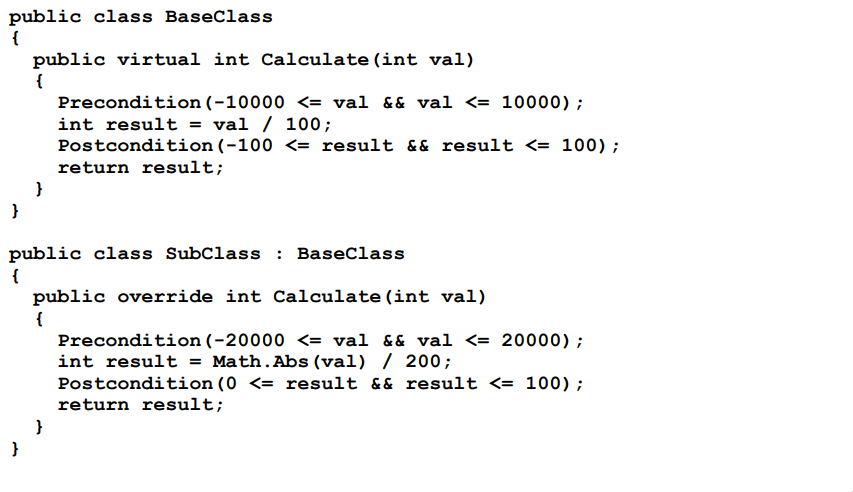 public class BaseClass
{
  public virtual int Calculate(int val)
  {
    Precondition(-10000 <= val && val <= 10000);
    int result = val / 100;
    Postcondition(-100 <= result && result <= 100);
    return result;
  }
}

public class SubClass : BaseClass
{
  public override int Calculate(int val)
  {
    Precondition(-20000 <= val && val <= 20000);
    int result = Math.Abs(val) / 200;
    Postcondition(0 <= result && result <= 100);
    return result;
  }
}